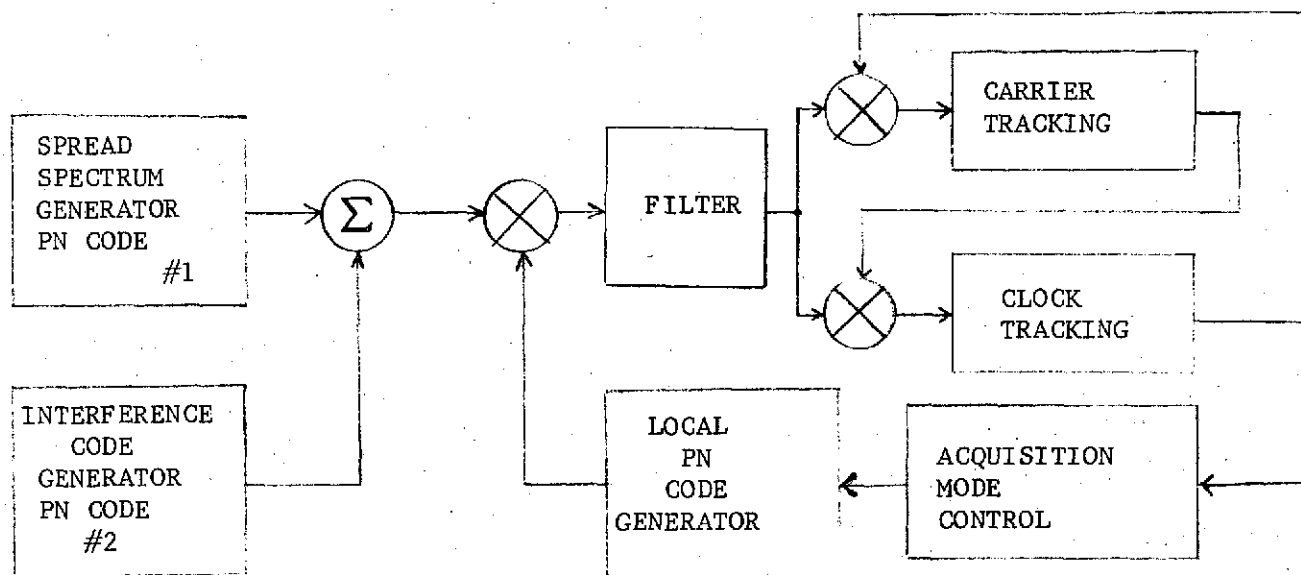 SPREAD
SPECTRUM
GENERATOR
PN CODE
#1
Σ
FILTER
CARRIER
TRACKING
CLOCK
TRACKING
INTERFERENCE
CODE
GENERATOR
PN CODE
#2
LOCAL
PN
CODE
GENERATOR
ACQUISITION
MODE
CONTROL